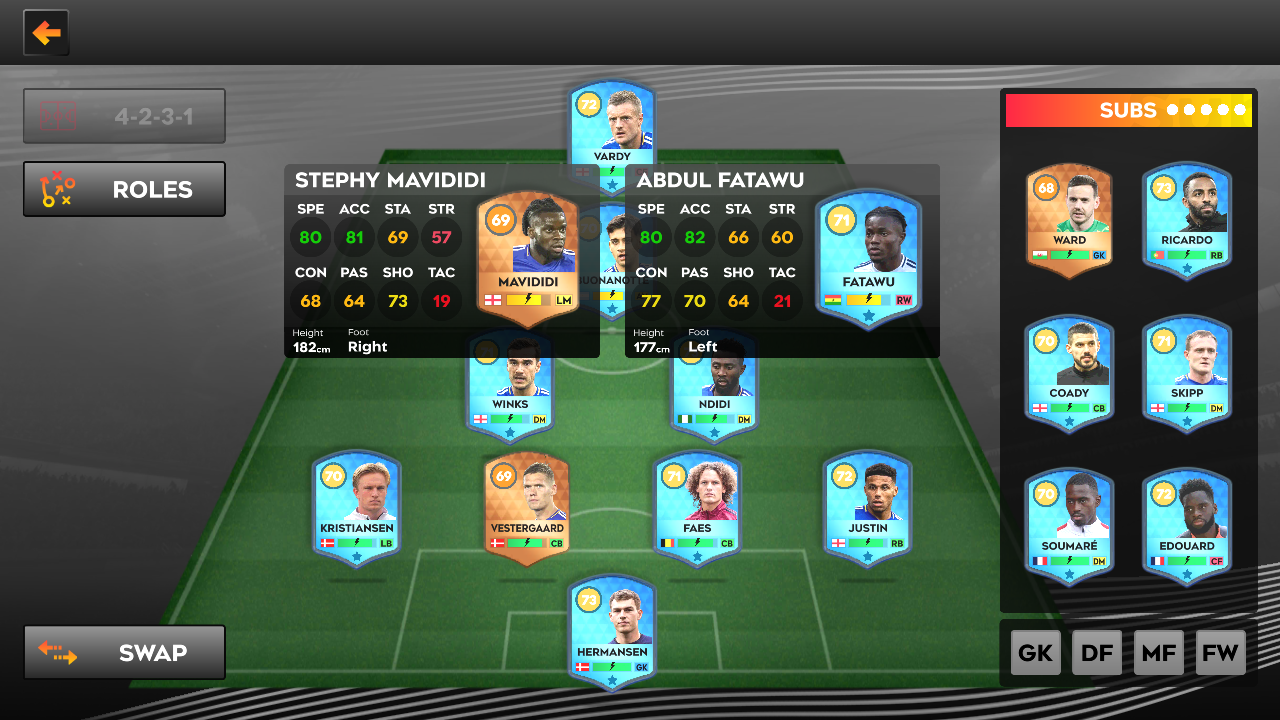 4-2-3-1
ROLES
SWAP
72
VARDY
STEPHY MAVIDIDI
SPE ACC STA STR
80 81 69 57
CON PAS SHO TAC
68 64 73 19
Height Foot
182cm Right
69
MAVIDIDI
LM
ABDUL FATAWU
SPE ACC STA STR
80 82 66 60
CON PAS SHO TAC
77 70 64 21
Height Foot
177cm Left
71
FATAWU
RW
WINKS
DM
NDIDI
DM
70
KRISTIANSEN
LB
69
VESTERGAARD
CB
71
FAES
CB
72
JUSTIN
RB
73
HERMANSEN
GK
SUBS
68
WARD
GK
73
RICARDO
RB
70
COADY
CB
71
SKIPP
DM
70
SOUMARÉ
DM
72
EDOUARD
CF
GK DF MF FW